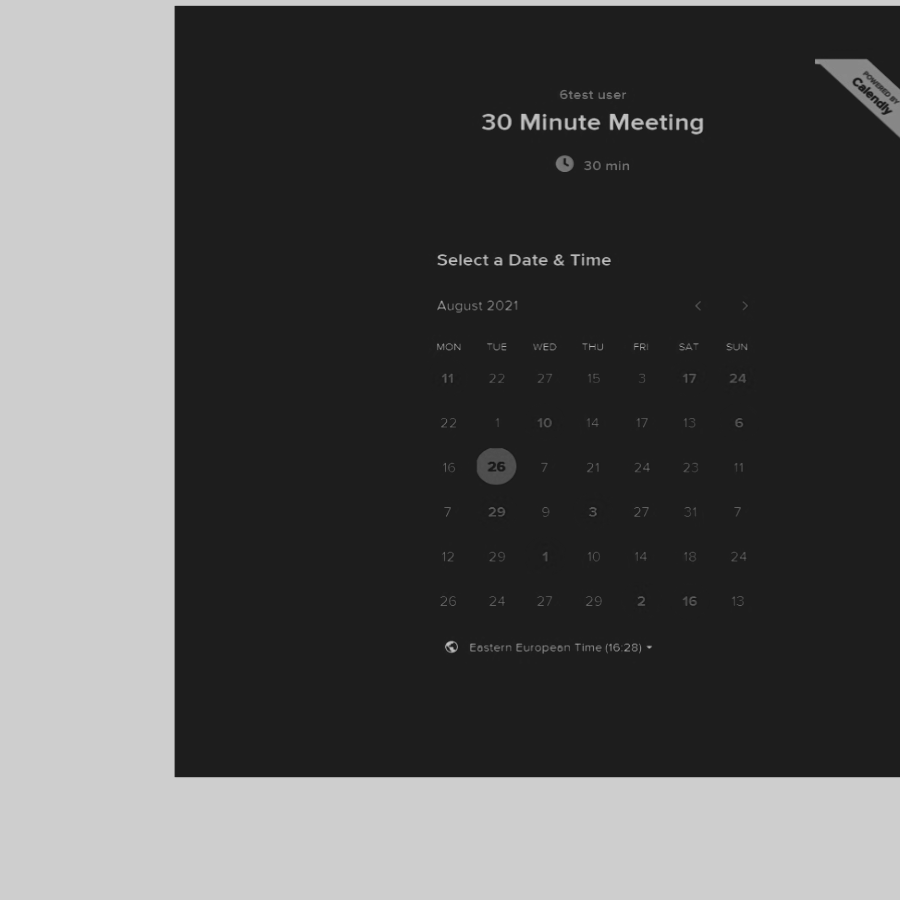 POWERED BY
Calendly
6test user
30 Minute Meeting
30 min
Select a Date & Time
August 2021
MON TUE WED THU FRI SAT SUN
11 22 27 15 3 17 24
22 1 10 14 17 13 6
16 26 7 21 24 23 11
7 29 9 3 27 31 7
12 29 1 10 14 18 24
26 24 27 29 2 16 13
Eastern European Time (16:28)